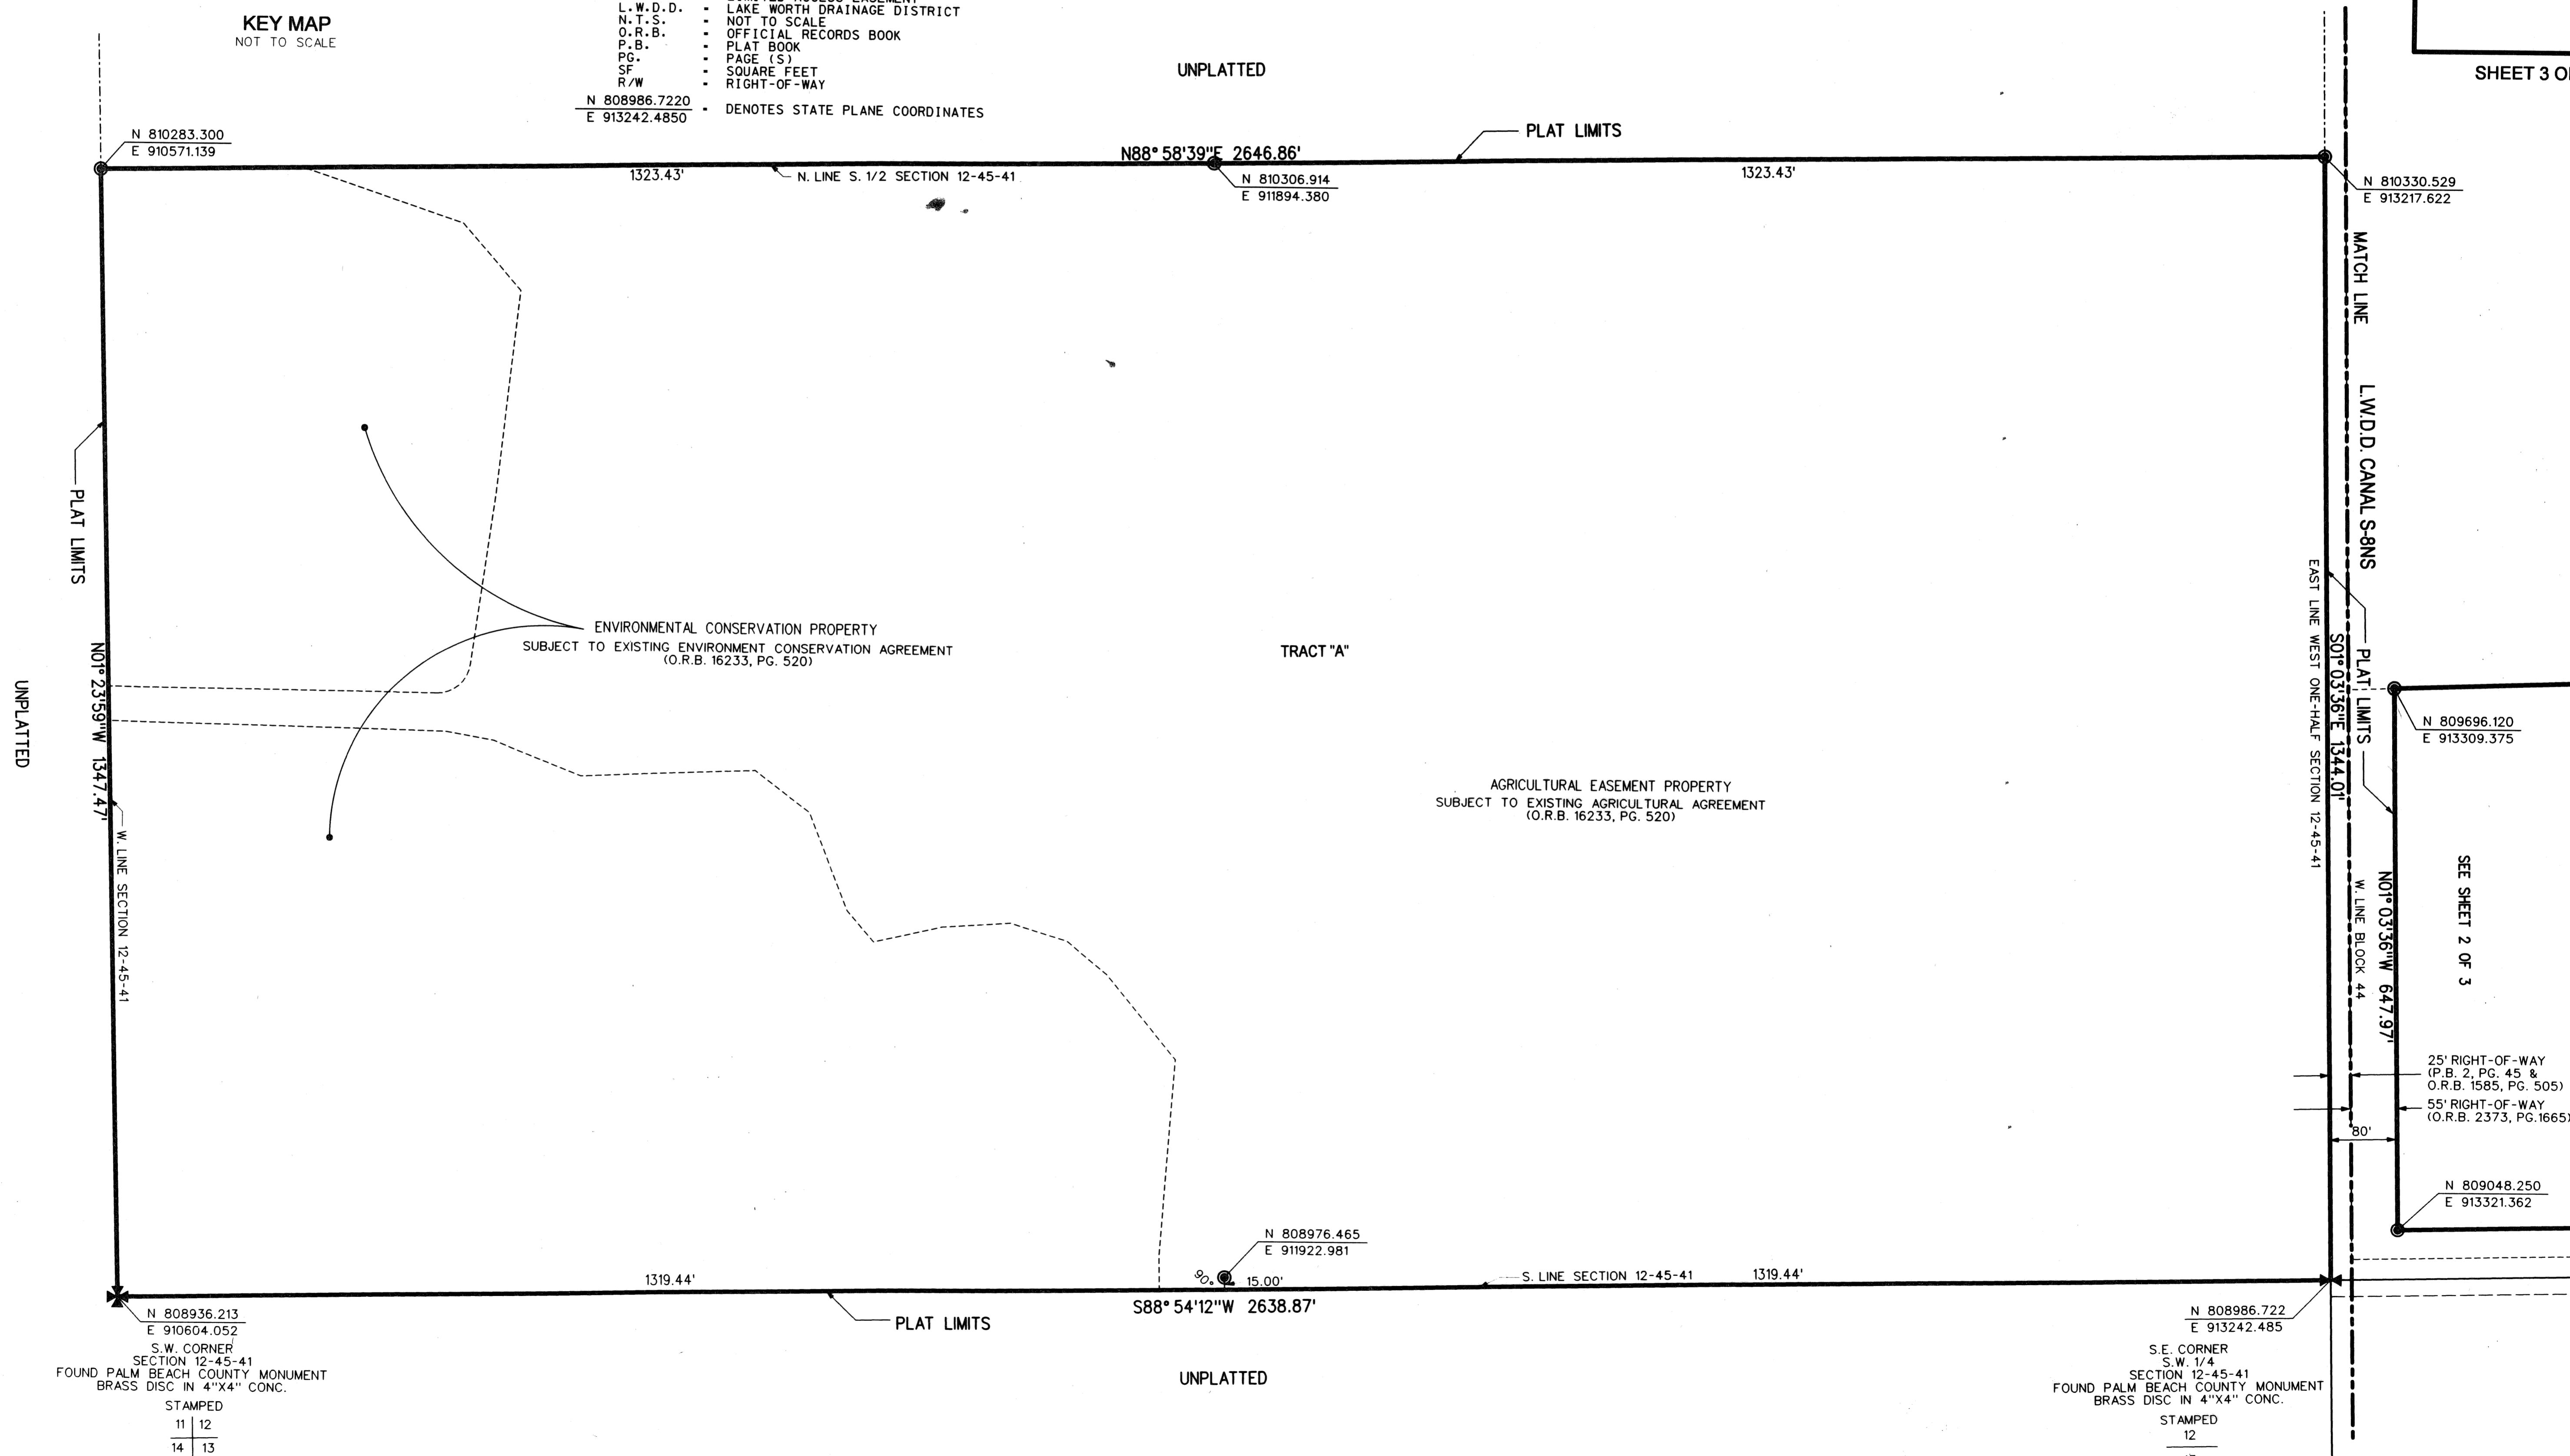 KEY MAP
NOT TO SCALE
L.W.D.D. - LAKE WORTH DRAINAGE DISTRICT
N.T.S. - NOT TO SCALE
O.R.B. - OFFICIAL RECORDS BOOK
P.B. - PLAT BOOK
PG. - PAGE (S)
SF - SQUARE FEET
R/W - RIGHT-OF-WAY
N 808986.7220
E 913242.4850 - DENOTES STATE PLANE COORDINATES
UNPLATTED
SHEET 3
N 810283.300
E 910571.139
N88° 58'39"E 2646.86'
PLAT LIMITS
1323.43'
N. LINE S. 1/2 SECTION 12-45-41
N 810306.914
E 911894.380
1323.43'
N 810330.529
E 913217.622
MATCH LINE
L.W.D.D. CANAL S-8NS
PLAT LIMITS
N01° 23'59"W 1347.47'
UNPLATTED
W. LINE SECTION 12-45-41
ENVIRONMENTAL CONSERVATION PROPERTY
SUBJECT TO EXISTING ENVIRONMENT CONSERVATION AGREEMENT
(O.R.B. 16233, PG. 520)
TRACT "A"
AGRICULTURAL EASEMENT PROPERTY
SUBJECT TO EXISTING AGRICULTURAL AGREEMENT
(O.R.B. 16233, PG. 520)
EAST LINE WEST ONE-HALF SECTION 12-45-41
S01° 03'36"E 1344.01'
PLAT LIMITS
W. LINE BLOCK 44
N01° 03'36"W 647.97'
N 809696.120
E 913309.375
SEE SHEET 2 OF 3
25' RIGHT-OF-WAY
(P.B. 2, PG. 45 &
O.R.B. 1585, PG. 505)
55' RIGHT-OF-WAY
(O.R.B. 2373, PG.1665)
80'
N 809048.250
E 913321.362
N 808976.465
E 911922.981
90°
15.00'
1319.44'
S. LINE SECTION 12-45-41
1319.44'
S88° 54'12"W 2638.87'
PLAT LIMITS
UNPLATTED
N 808936.213
E 910604.052
S.W. CORNER
SECTION 12-45-41
FOUND PALM BEACH COUNTY MONUMENT
BRASS DISC IN 4"X4" CONC.
STAMPED
11 | 12
14 | 13
N 808986.722
E 913242.485
S.E. CORNER
S.W. 1/4
SECTION 12-45-41
FOUND PALM BEACH COUNTY MONUMENT
BRASS DISC IN 4"X4" CONC.
STAMPED
12